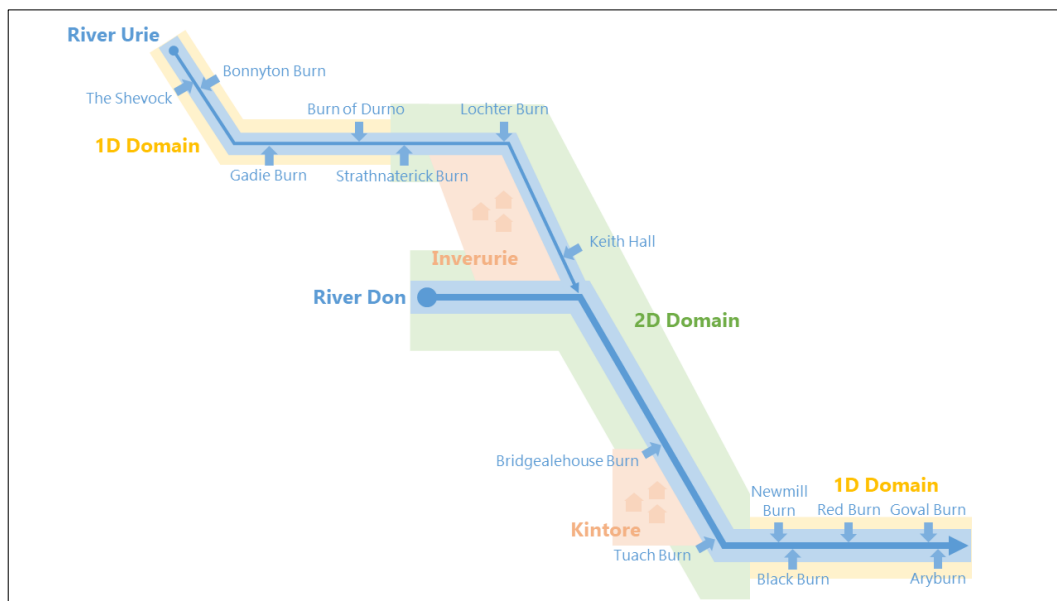 River Urie
Bonnyton Burn
The Shevock
Burn of Durno
Lochter Burn
1D Domain
Gadie Burn
Strathnaterick Burn
Keith Hall
Inverurie
River Don
2D Domain
Bridgealehouse Burn
1D Domain
Newmill
Burn
Red Burn
Goval Burn
Kintore
Tuach Burn
Black Burn
Aryburn